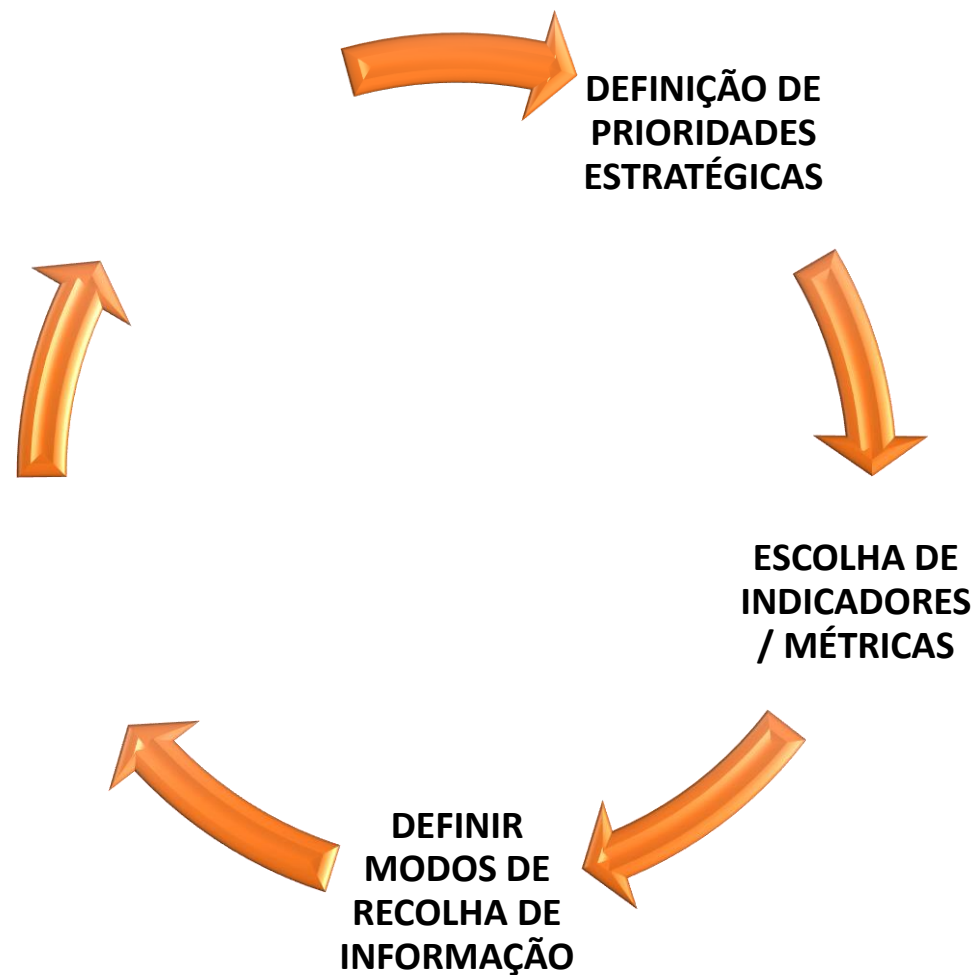 DEFINIÇÃO DE
PRIORIDADES
ESTRATÉGICAS
ESCOLHA DE
INDICADORES
/ MÉTRICAS
DEFINIR
MODOS DE
RECOLHA DE
INFORMAÇÃO